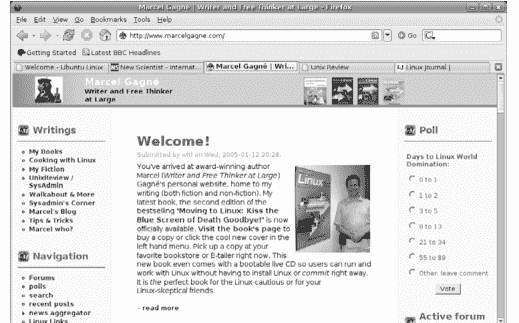 Marcel Gagné | Writer and Free Thinker at Large - Firefox
File Edit View Go Bookmarks Tools Help
http://www.marcelgagne.com/
Go
Getting Started Latest BBC Headlines
Welcome - Ubuntu Linux
New Scientist - Internat...
Marcel Gagné | Wri...
Unix Review
Linux Journal |
Marcel Gagné
Writer and Free Thinker
at Large
Writings
My Books
Cooking with Linux
My Fiction
UnixReview /
SysAdmin
Walkabout & More
Sysadmin's Corner
Marcel's Blog
Tips & Tricks
Marcel who?
Navigation
Forums
polls
search
recent posts
news aggregator
Linux Links
Welcome!
Submitted by wftl on Wed, 2005-01-12 20:28.
You've arrived at award-winning author
Marcel (Writer and Free Thinker at Large)
Gagné's personal website, home to my
writing (both fiction and non-fiction). My
latest book, the second edition of the
bestselling "Moving to Linux: Kiss the
Blue Screen of Death Goodbye!" is now
officially available. Visit the book's page to
buy a copy or click the cool new cover in the
left hand menu. Pick up a copy at your
favorite bookstore or E-tailer right now. This
new book even comes with a bootable live CD so users can run and
work with Linux without having to install Linux or commit right away.
It is the perfect book for the Linux-cautious or for your
Linux-skeptical friends.
- read more
Linux
Poll
Days to Linux World
Domination:
0 to 1
1 to 2
3 to 5
8 to 13
21 to 34
55 to 89
Other: leave comment
Vote
Active forum